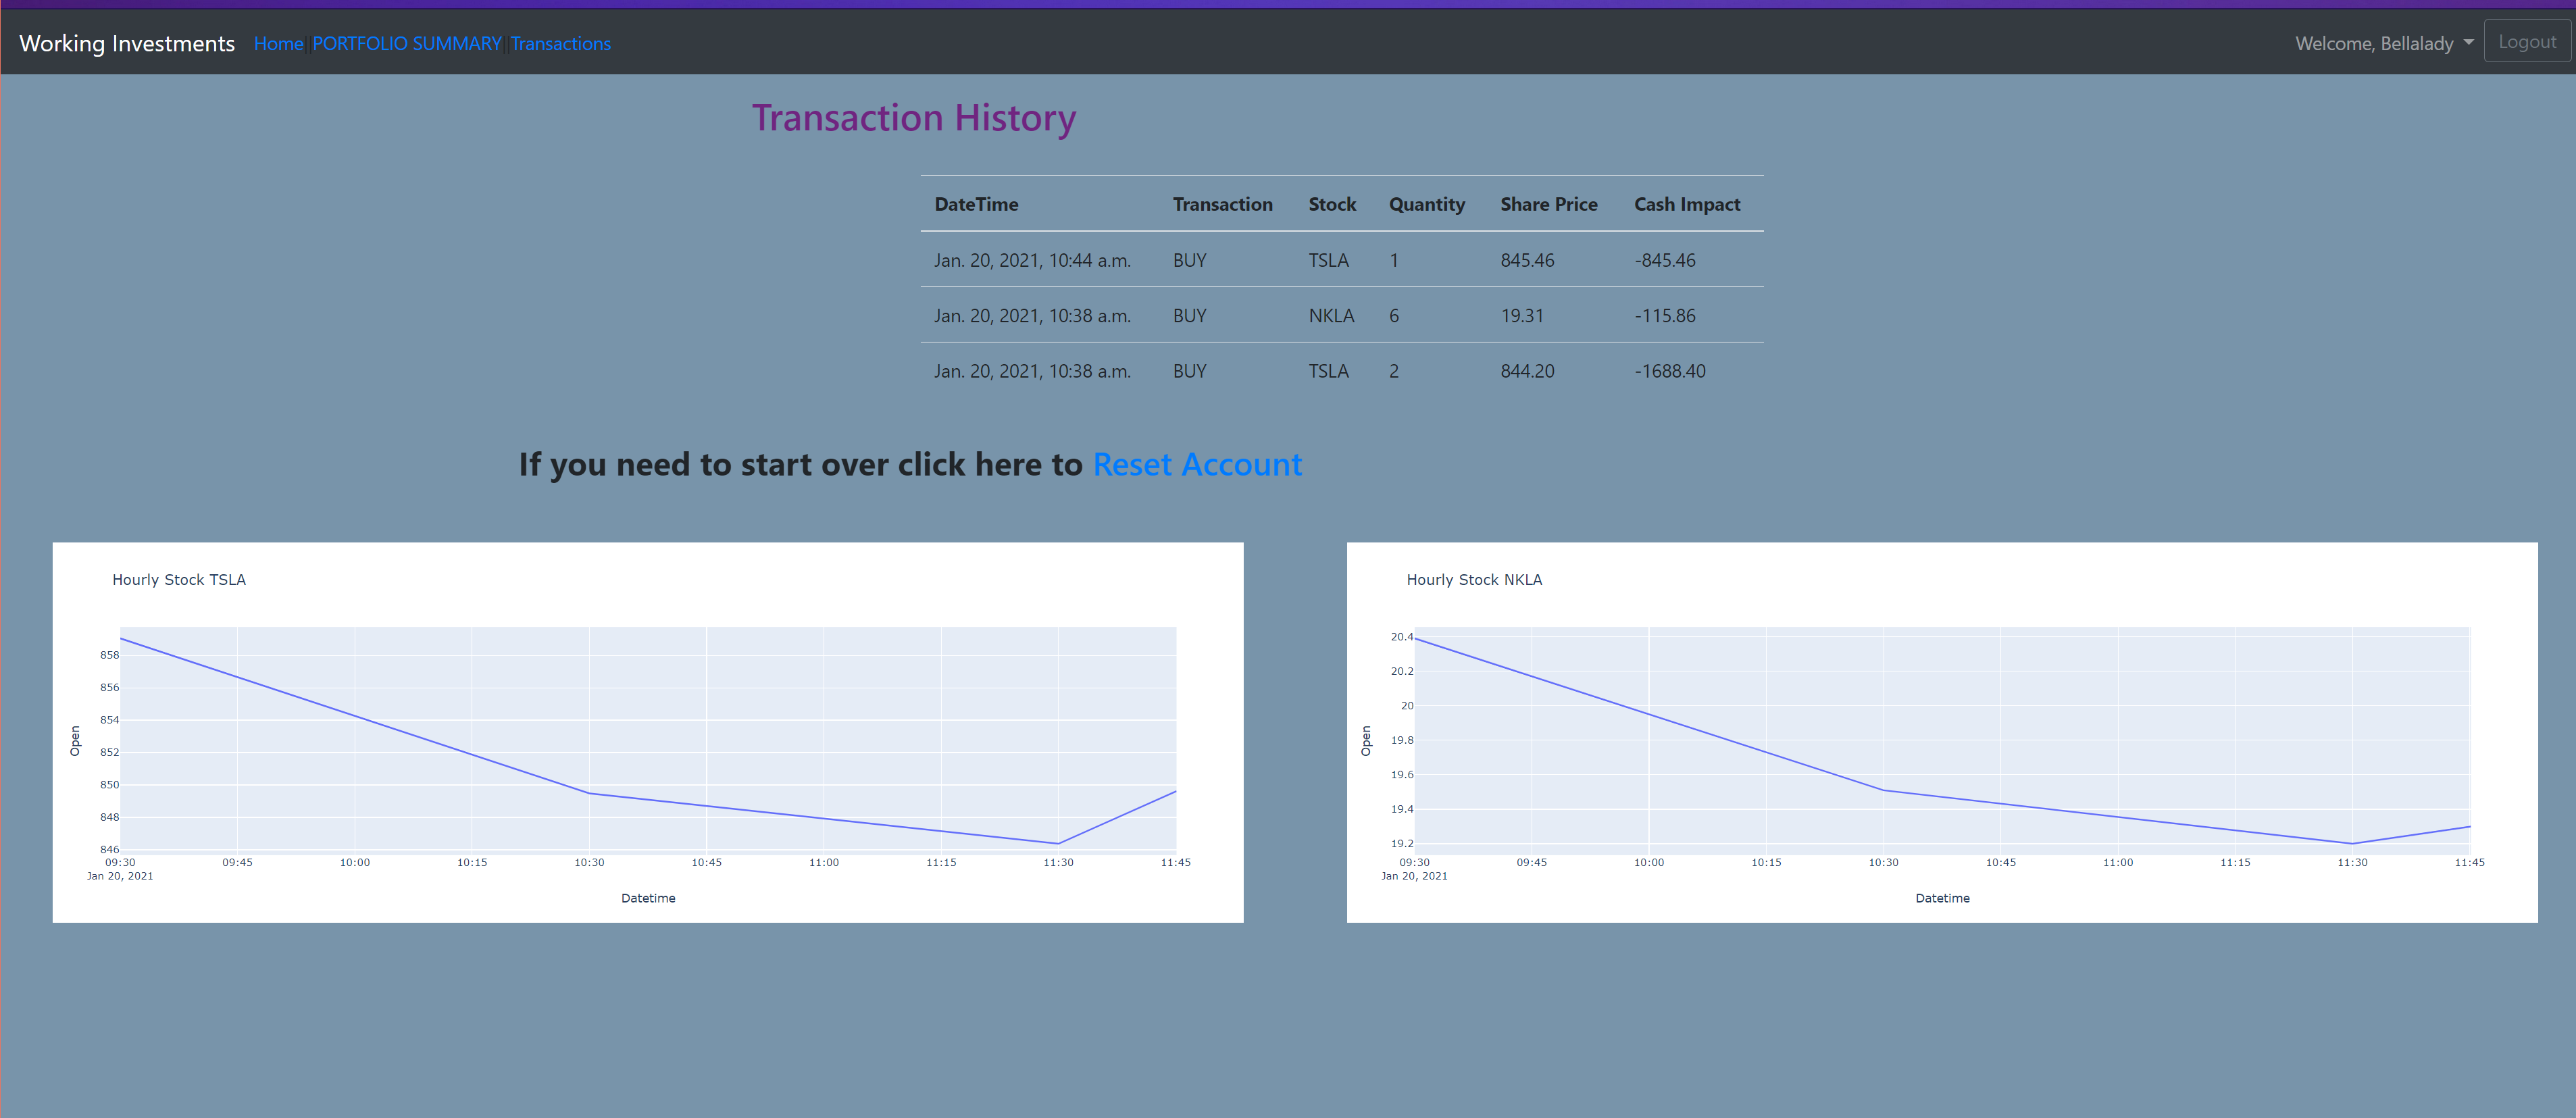 Working Investments Home||PORTFOLIO SUMMARY||Transactions Welcome, Bellalady Logout
Transaction History
DateTime Transaction Stock Quantity Share Price Cash Impact
Jan. 20, 2021, 10:44 a.m. BUY TSLA 1 845.46 -845.46
Jan. 20, 2021, 10:38 a.m. BUY NKLA 6 19.31 -115.86
Jan. 20, 2021, 10:38 a.m. BUY TSLA 2 844.20 -1688.40
If you need to start over click here to Reset Account
Hourly Stock TSLA
858
856
854
852
850
848
846
Open
09:30 09:45 10:00 10:15 10:30 10:45 11:00 11:15 11:30 11:45
Jan 20, 2021
Datetime
Hourly Stock NKLA
20.4
20.2
20
19.8
19.6
19.4
19.2
Open
09:30 09:45 10:00 10:15 10:30 10:45 11:00 11:15 11:30 11:45
Jan 20, 2021
Datetime